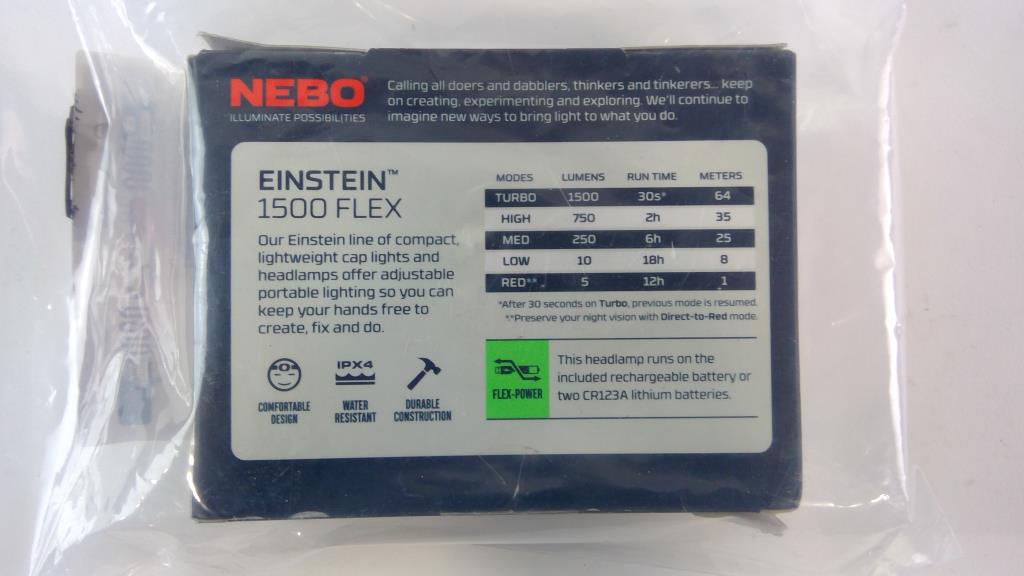 NEBO®
ILLUMINATE POSSIBILITIES
Calling all doers and dabblers, thinkers and tinkerers... keep
on creating, experimenting and exploring. We'll continue to
imagine new ways to bring light to what you do.
EINSTEIN™
1500 FLEX
Our Einstein line of compact,
lightweight cap lights and
headlamps offer adjustable
portable lighting so you can
keep your hands free to
create, fix and do.
COMFORTABLE
DESIGN
IPX4
WATER
RESISTANT
DURABLE
CONSTRUCTION
MODES LUMENS RUN TIME METERS
TURBO 1500 30s* 64
HIGH 750 2h 35
MED 250 6h 25
LOW 10 18h 8
RED** 5 12h 1
*After 30 seconds on Turbo, previous mode is resumed.
**Preserve your night vision with Direct-to-Red mode.
FLEX-POWER
This headlamp runs on the
included rechargeable battery or
two CR123A lithium batteries.